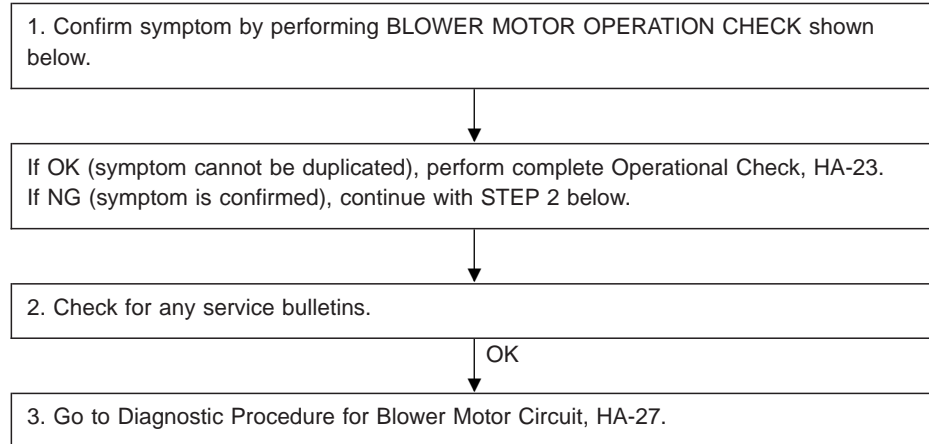 1. Confirm symptom by performing BLOWER MOTOR OPERATION CHECK shown
below.
If OK (symptom cannot be duplicated), perform complete Operational Check, HA-23.
If NG (symptom is confirmed), continue with STEP 2 below.
2. Check for any service bulletins.
OK
3. Go to Diagnostic Procedure for Blower Motor Circuit, HA-27.